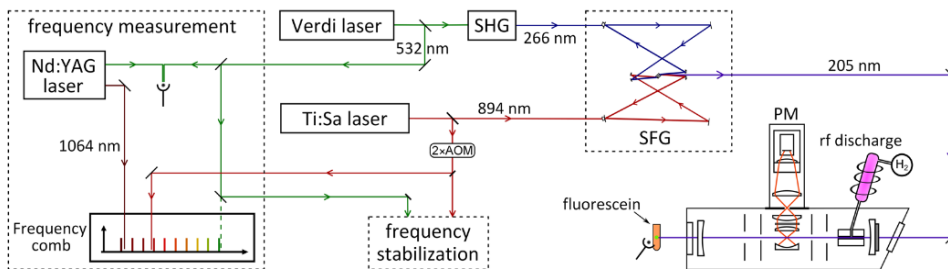 frequency measurement
Nd:YAG
laser
1064 nm
Frequency
comb
Verdi laser
532 nm
SHG
266 nm
Ti:Sa laser
894 nm
2×AOM
frequency
stabilization
SFG
205 nm
PM
rf discharge
H₂
fluorescein